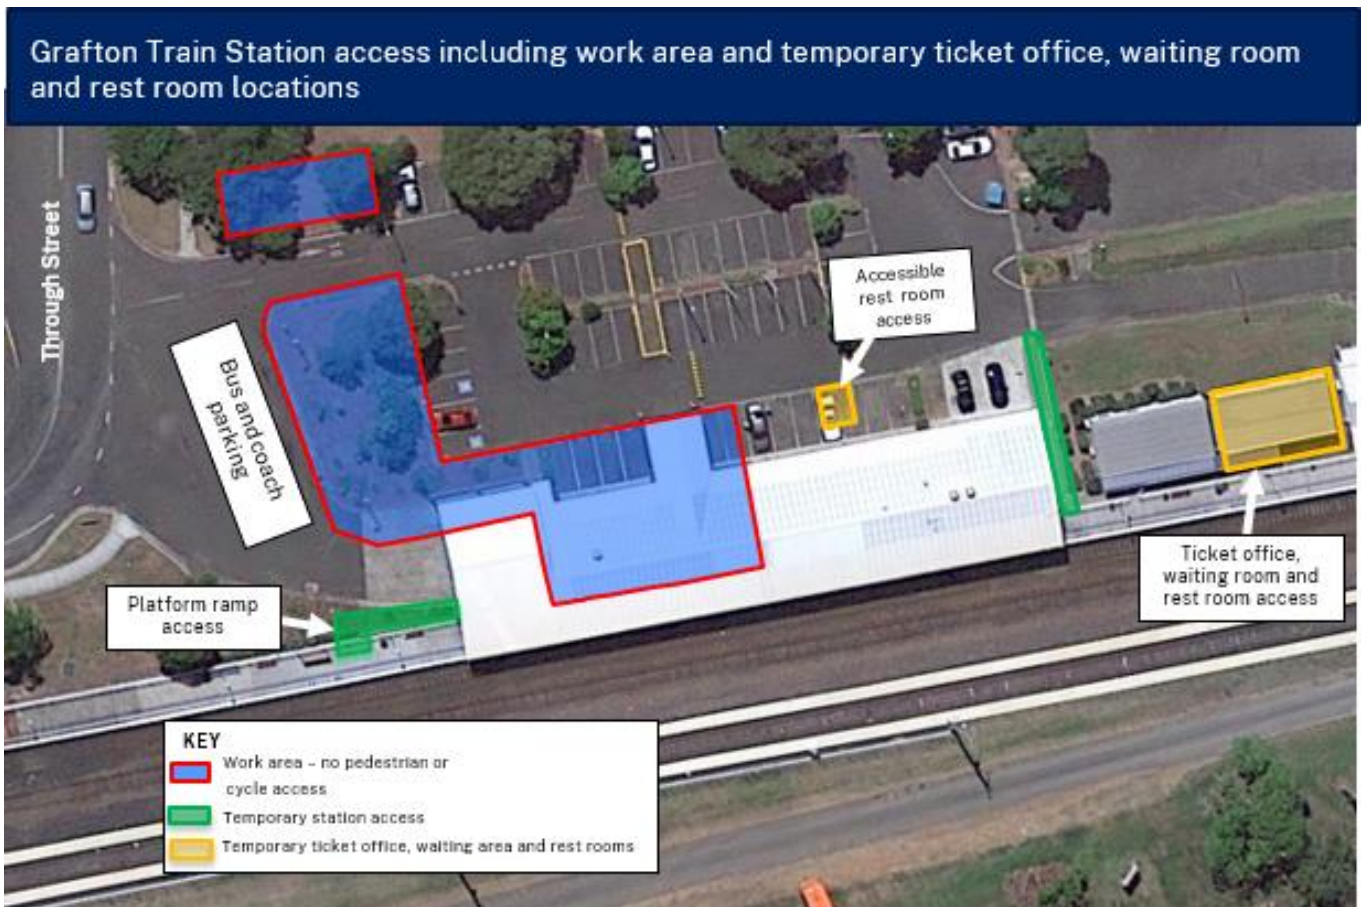 Grafton Train Station access including work area and temporary ticket office, waiting room
and rest room locations
Through Street
Accessible
rest room
access
Bus and coach
parking
Ticket office,
waiting room and
rest room access
Platform ramp
access
KEY
Work area – no pedestrian or
cycle access
Temporary station access
Temporary ticket office, waiting area and rest rooms